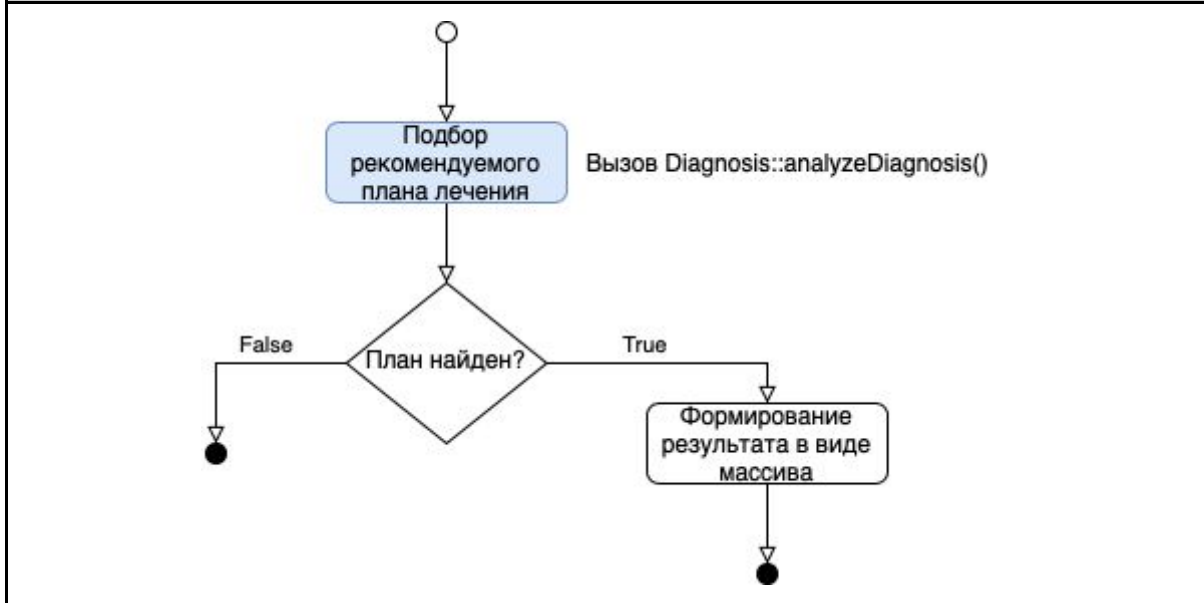 Подбор
рекомендуемого
плана лечения
Вызов Diagnosis::analyzeDiagnosis()
False
План найден?
True
Формирование
результата в виде
массива